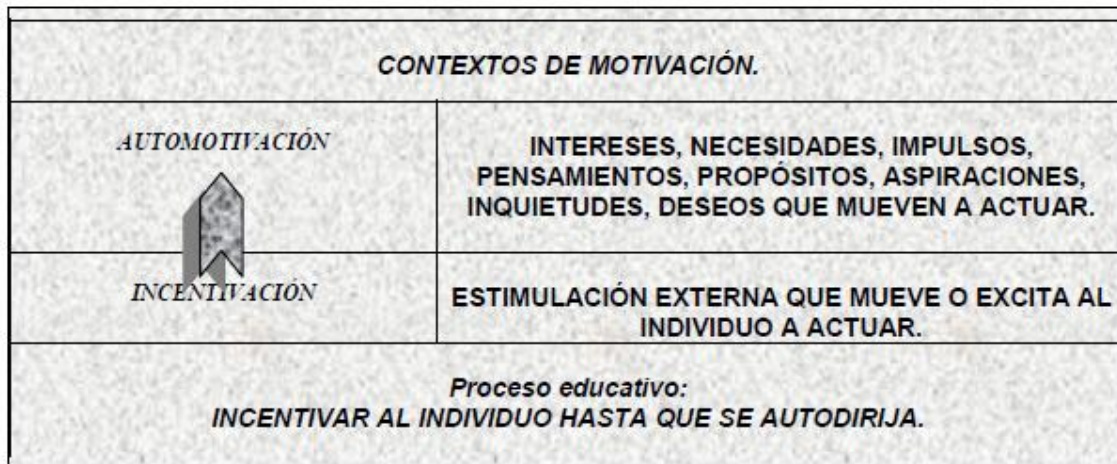 CONTEXTOS DE MOTIVACIÓN.
AUTOMOTIVACIÓN
INTERESES, NECESIDADES, IMPULSOS,
PENSAMIENTOS, PROPÓSITOS, ASPIRACIONES,
INQUIETUDES, DESEOS QUE MUEVEN A ACTUAR.
INCENTIVACIÓN
ESTIMULACIÓN EXTERNA QUE MUEVE O EXCITA AL
INDIVIDUO A ACTUAR.
Proceso educativo:
INCENTIVAR AL INDIVIDUO HASTA QUE SE AUTODIRIJA.